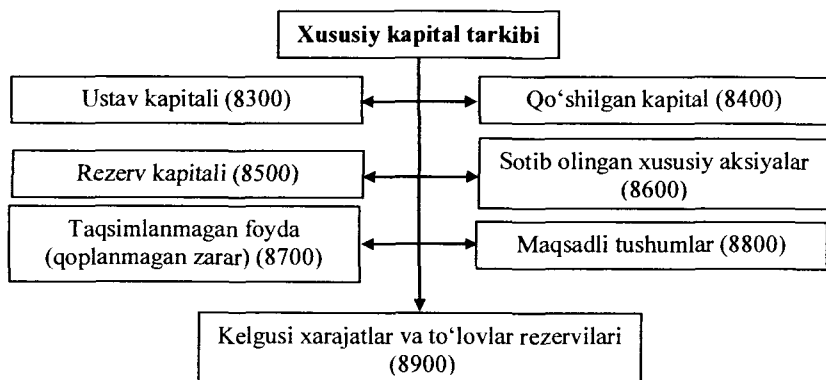 Xususiy kapital tarkibi
Ustav kapitali (8300)
Qo‘shilgan kapital (8400)
Rezerv kapitali (8500)
Sotib olingan xususiy aksiyalar
(8600)
Taqsimlanmagan foyda
(qoplanmagan zarar) (8700)
Maqsadli tushumlar (8800)
Kelgusi xarajatlar va to‘lovlar rezervilari
(8900)